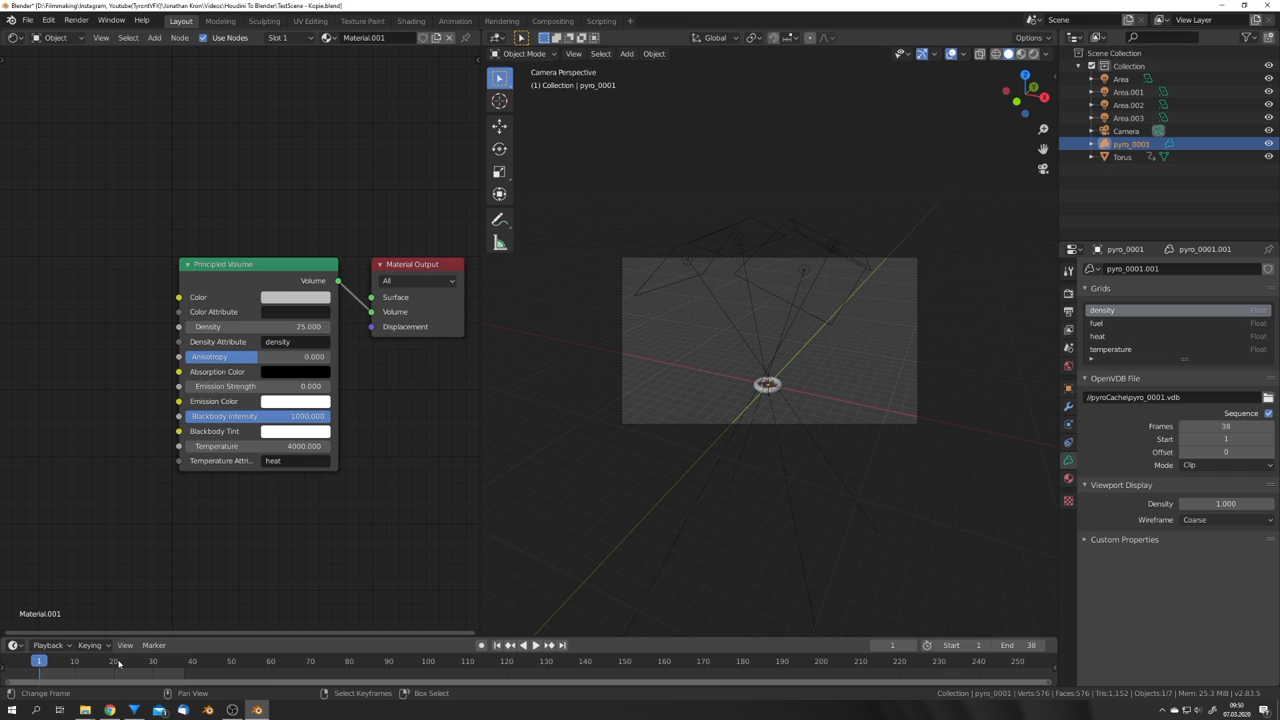 Blender* [D:\Filmmaking\Instagram, Youtube(TyrontVFX)\Jonathan Kron\Videos\Houdini To Blender\TestScene - Kopie.blend]
File Edit Render Window Help Layout Modeling Sculpting UV Editing Texture Paint Shading Animation Rendering Compositing Scripting Scene View Layer
Object View Select Add Node Use Nodes Slot 1 Material.001 Global Options
Object Mode View Select Add Object
Camera Perspective
(1) Collection | pyro_0001
Scene Collection
Collection
Area
Area.001
Area.002
Area.003
Camera
pyro_0001
Torus
Principled Volume
Volume
Color
Color Attribute
Density 25.000
Density Attribute density
Anisotropy 0.000
Absorption Color
Emission Strength 0.000
Emission Color
Blackbody Intensity 1000.000
Blackbody Tint
Temperature 4000.000
Temperature Attri.. heat
Material Output
All
Surface
Volume
Displacement
Material.001
pyro_0001 pyro_0001.001
pyro_0001.001
Grids
density Float
fuel Float
heat Float
temperature Float
OpenVDB File
//pyroCache\pyro_0001.vdb
Sequence
Frames 38
Start 1
Offset 0
Mode Clip
Viewport Display
Density 1.000
Wireframe Coarse
Custom Properties
Playback Keying View Marker 1 Start 1 End 38
1 10 20 30 40 50 60 70 80 90 100 110 120 130 140 150 160 170 180 190 200 210 220 230 240 250
Change Frame Pan View Select Keyframes Box Select Collection | pyro_0001 | Verts:576 | Faces:576 | Tris:1,152 | Objects:1/7 | Mem: 25.3 MiB | v2.83.5
09:50
07.03.2020